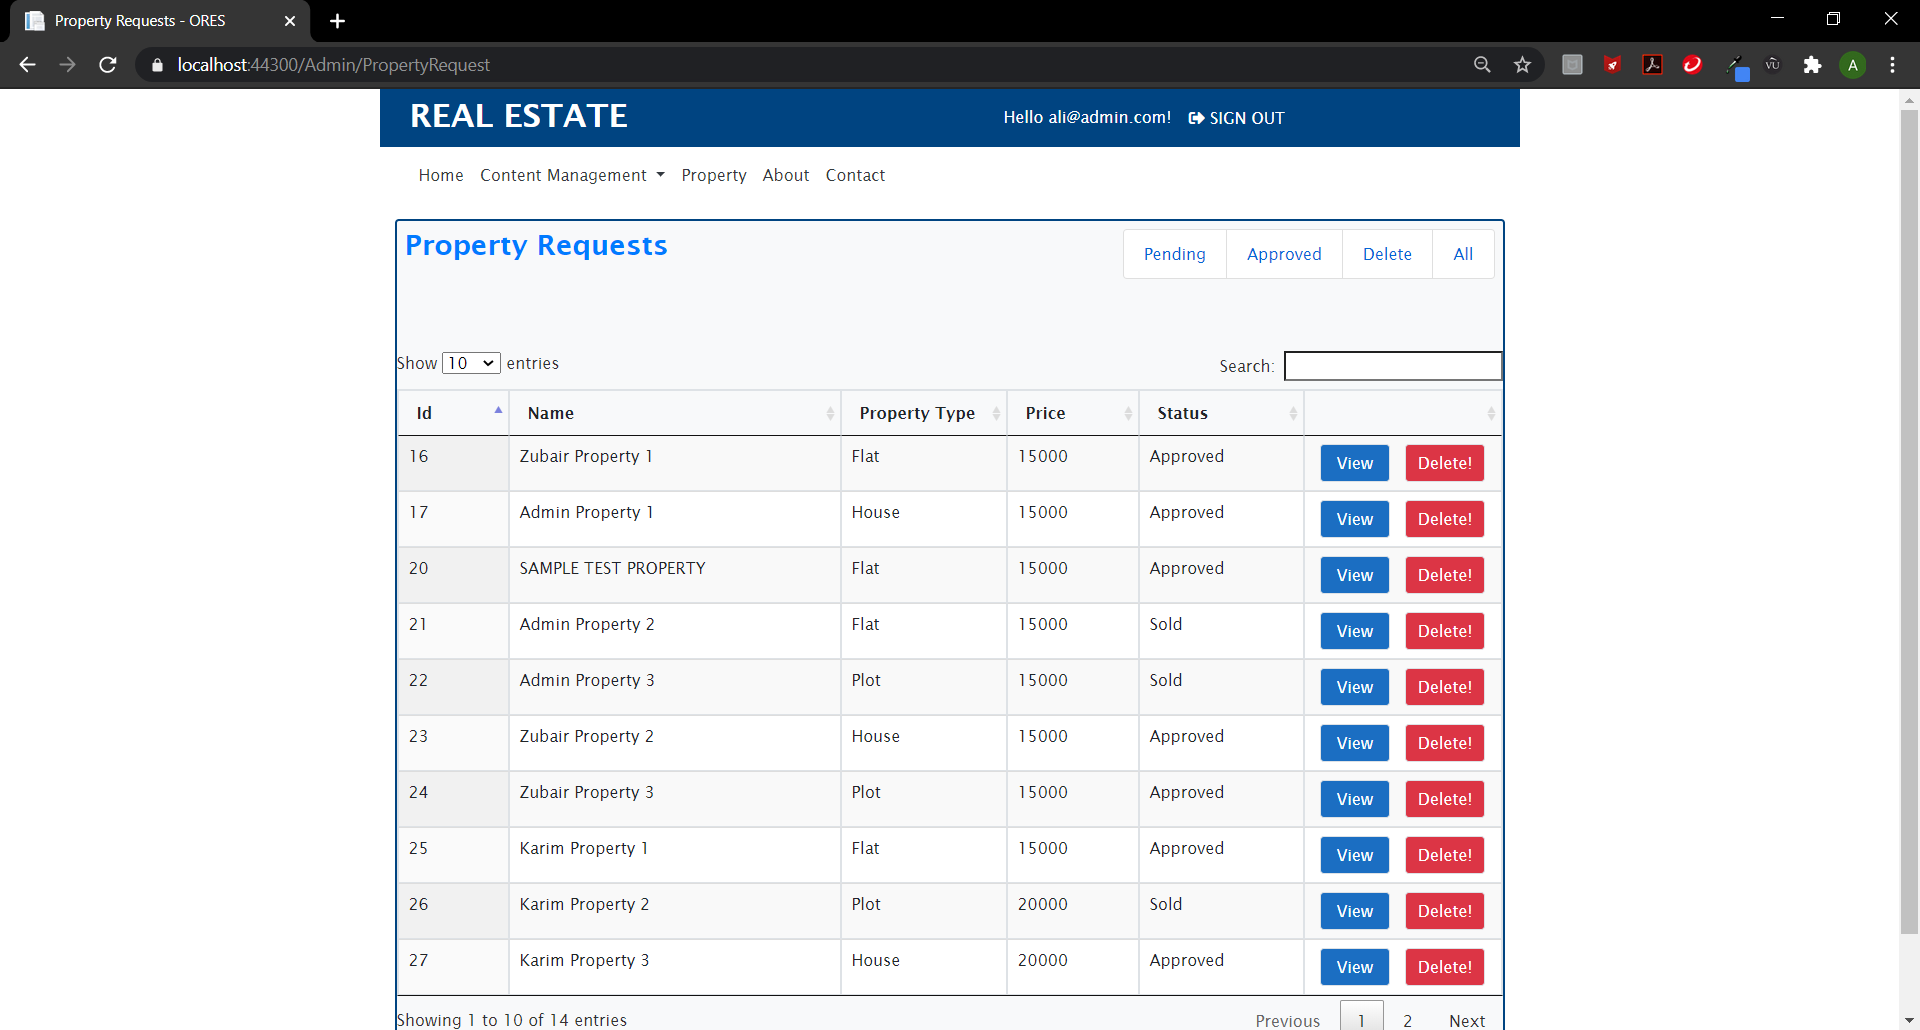 Property Requests - ORES
localhost:44300/Admin/PropertyRequest
A
REAL ESTATE
Hello ali@admin.com! SIGN OUT
Home Content Management Property About Contact
Property Requests
Pending Approved Delete All
Show 10 entries
Search:
Id Name Property Type Price Status
16 Zubair Property 1 Flat 15000 Approved View Delete!
17 Admin Property 1 House 15000 Approved View Delete!
20 SAMPLE TEST PROPERTY Flat 15000 Approved View Delete!
21 Admin Property 2 Flat 15000 Sold View Delete!
22 Admin Property 3 Plot 15000 Sold View Delete!
23 Zubair Property 2 House 15000 Approved View Delete!
24 Zubair Property 3 Plot 15000 Approved View Delete!
25 Karim Property 1 Flat 15000 Approved View Delete!
26 Karim Property 2 Plot 20000 Sold View Delete!
27 Karim Property 3 House 20000 Approved View Delete!
Showing 1 to 10 of 14 entries
Previous 1 2 Next